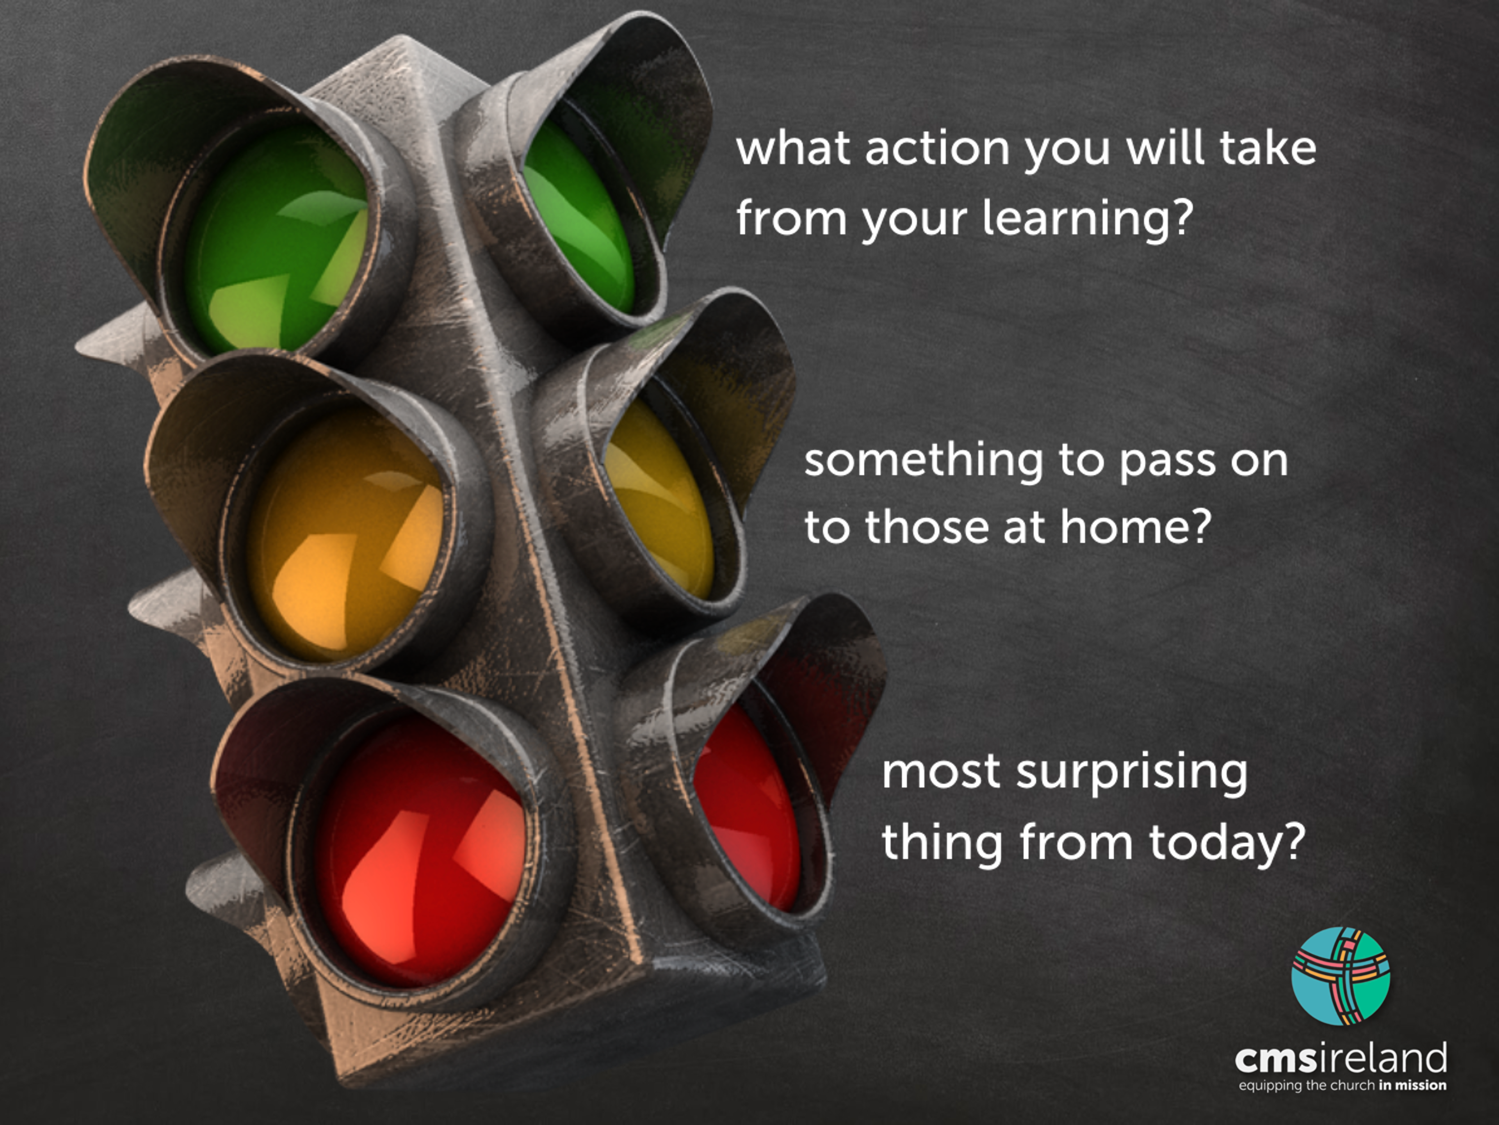 what action you will take
from your learning?
something to pass on
to those at home?
most surprising
thing from today?
cmsireland
equipping the church in mission